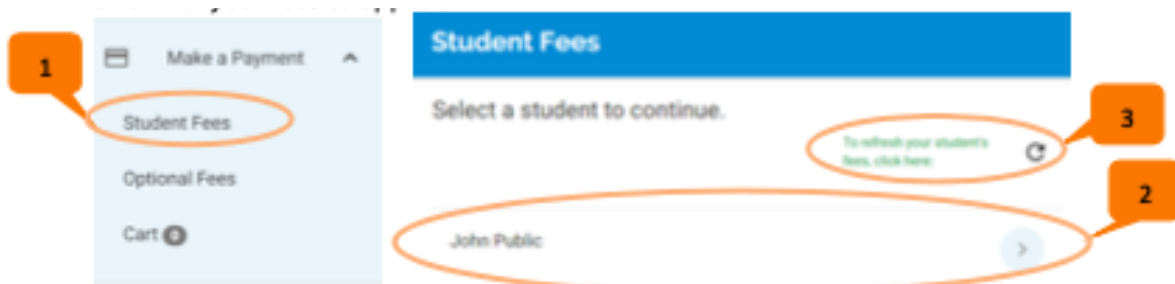 1
Make a Payment
Student Fees
Optional Fees
Cart 0
Student Fees
Select a student to continue.
3
To refresh your student's
fees, click here:
2
John Public